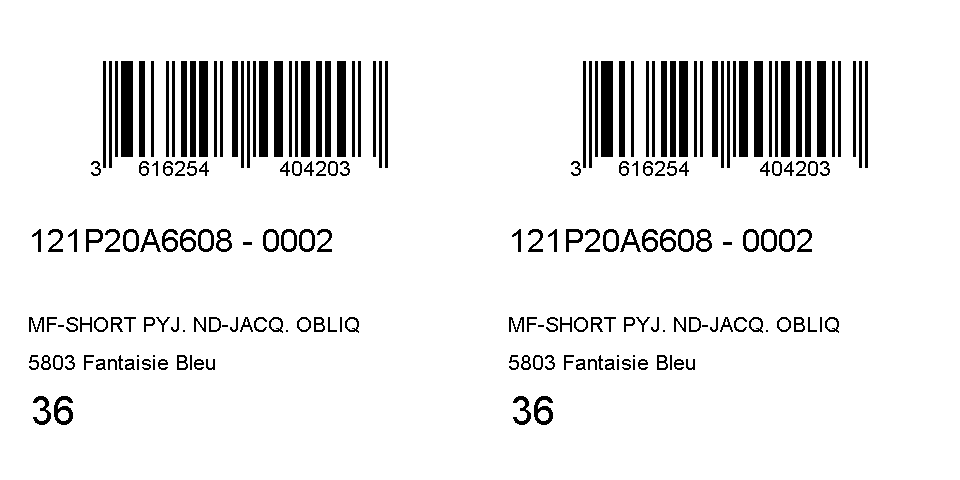 3 616254 404203
121P20A6608 - 0002
MF-SHORT PYJ. ND-JACQ. OBLIQ
5803 Fantaisie Bleu
36
3 616254 404203
121P20A6608 - 0002
MF-SHORT PYJ. ND-JACQ. OBLIQ
5803 Fantaisie Bleu
36